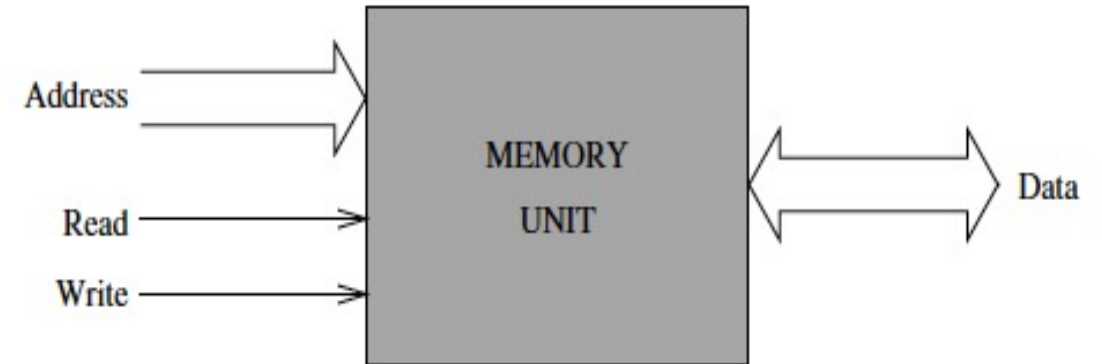 Address
Read
Write
MEMORY
UNIT
Data